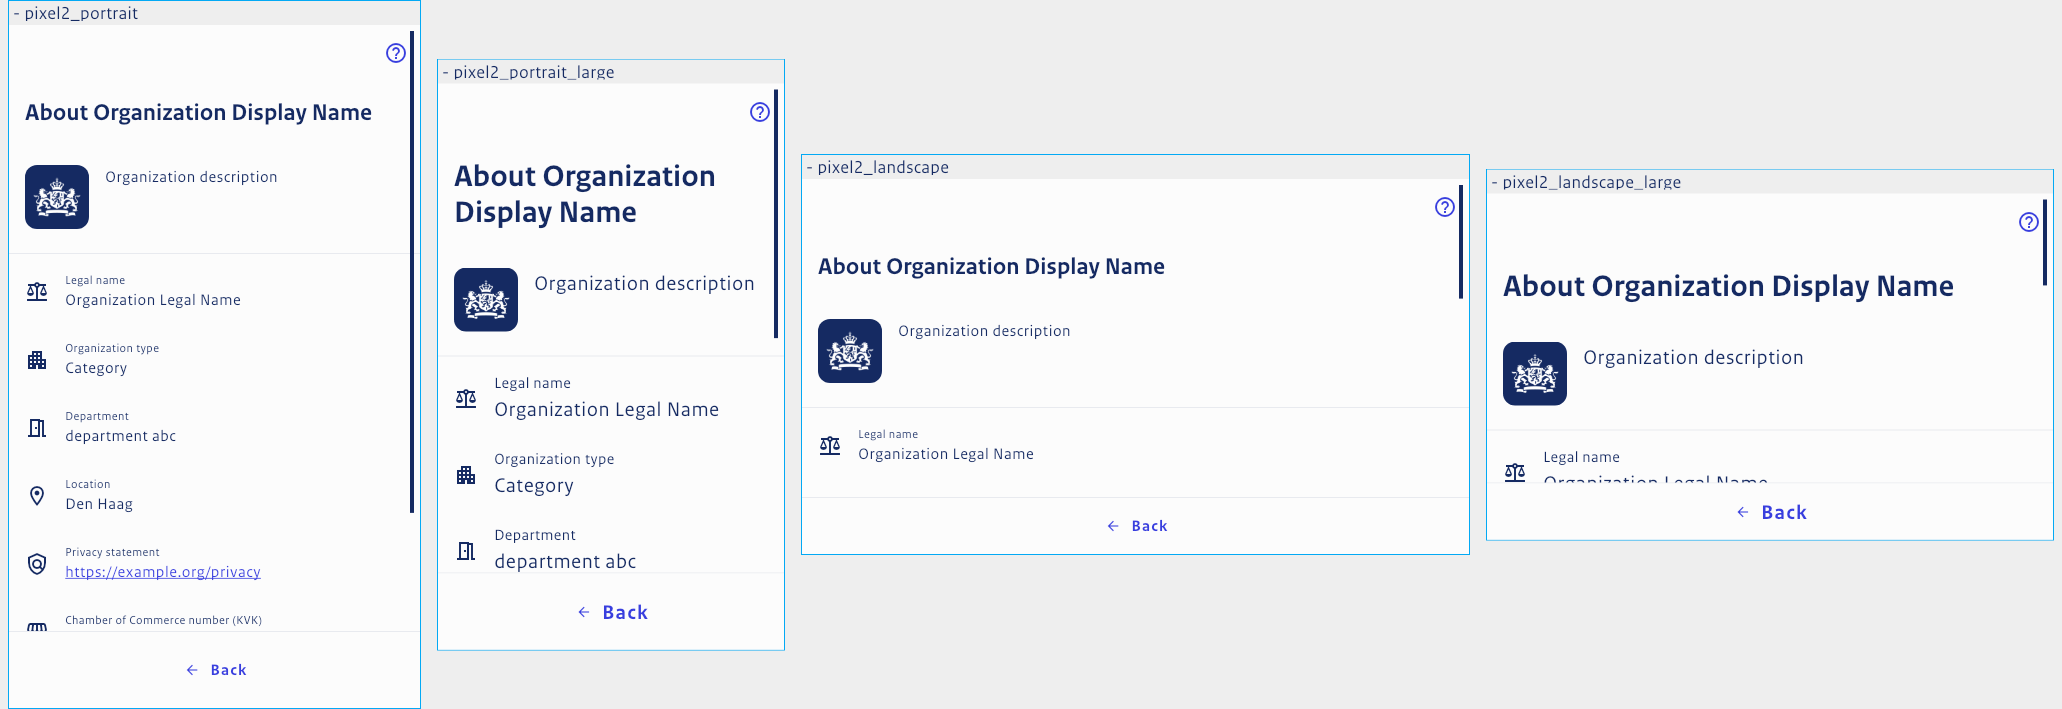 - pixel2_portrait
About Organization Display Name
Organization description
Legal name
Organization Legal Name
Organization type
Category
Department
department abc
Location
Den Haag
Privacy statement
https://example.org/privacy
Chamber of Commerce number (KVK)
← Back
- pixel2_portrait_large
About Organization
Display Name
Organization description
Legal name
Organization Legal Name
Organization type
Category
Department
department abc
← Back
- pixel2_landscape
About Organization Display Name
Organization description
Legal name
Organization Legal Name
← Back
- pixel2_landscape_large
About Organization Display Name
Organization description
Legal name
Organization Legal Name
← Back